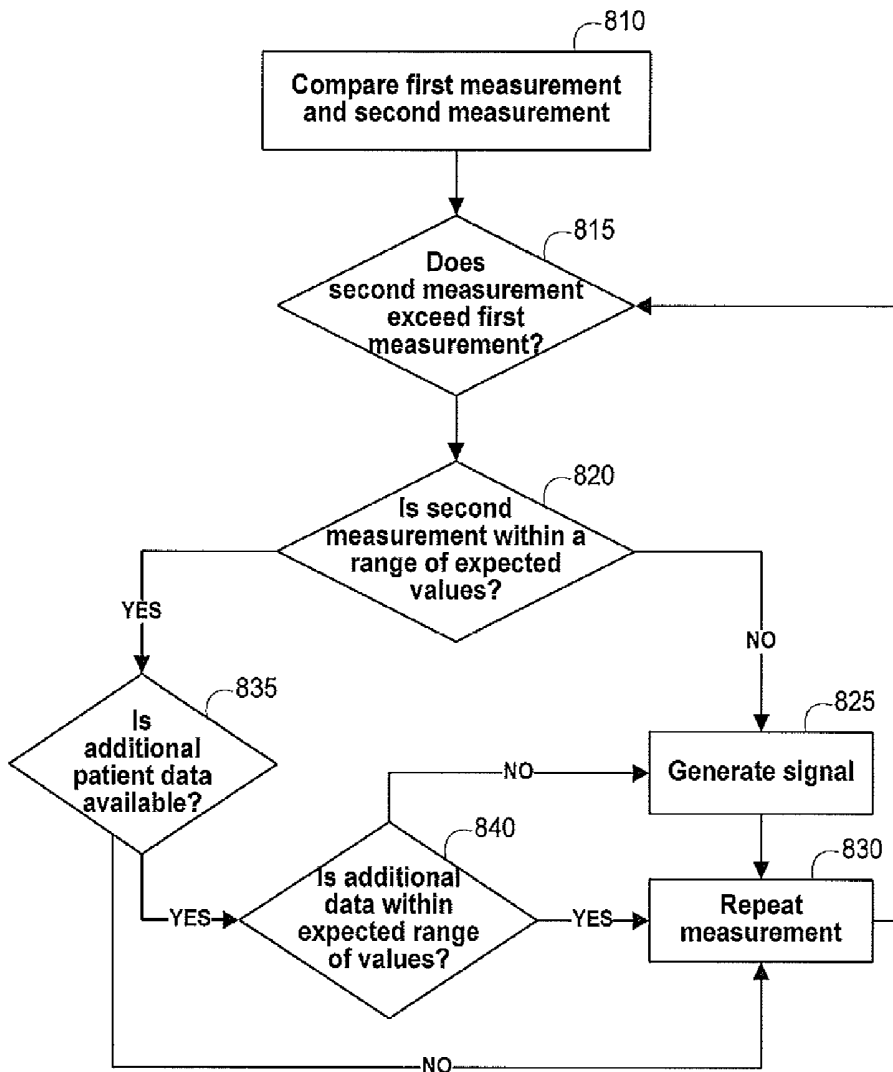 810
Compare first measurement
and second measurement
815
Does
second measurement
exceed first
measurement?
820
Is second
measurement within a
range of expected
values?
YES
NO
835
Is
additional
patient data
available?
825
Generate signal
NO
840
Is additional
data within
expected range
of values?
YES
YES
830
Repeat
measurement
NO